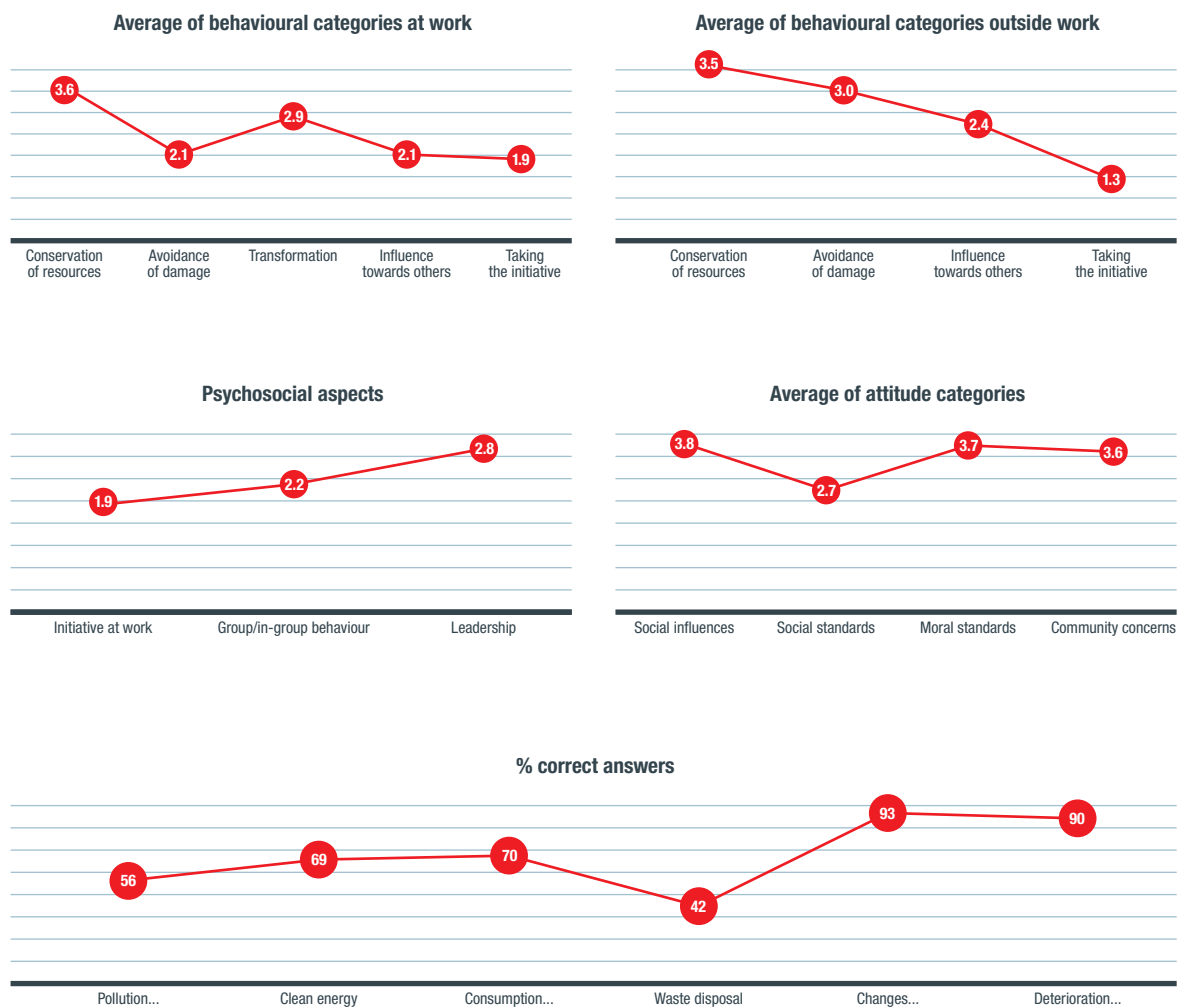 Average of behavioural categories at work
3.6
2.1
2.9
2.1
1.9
Conservation
of resources
Avoidance
of damage
Transformation
Influence
towards others
Taking
the initiative
Average of behavioural categories outside work
3.5
3.0
2.4
1.3
Conservation
of resources
Avoidance
of damage
Influence
towards others
Taking
the initiative
Psychosocial aspects
1.9
2.2
2.8
Initiative at work
Group/in-group behaviour
Leadership
Average of attitude categories
3.8
2.7
3.7
3.6
Social influences
Social standards
Moral standards
Community concerns
% correct answers
56
69
70
42
93
90
Pollution...
Clean energy
Consumption...
Waste disposal
Changes...
Deterioration...